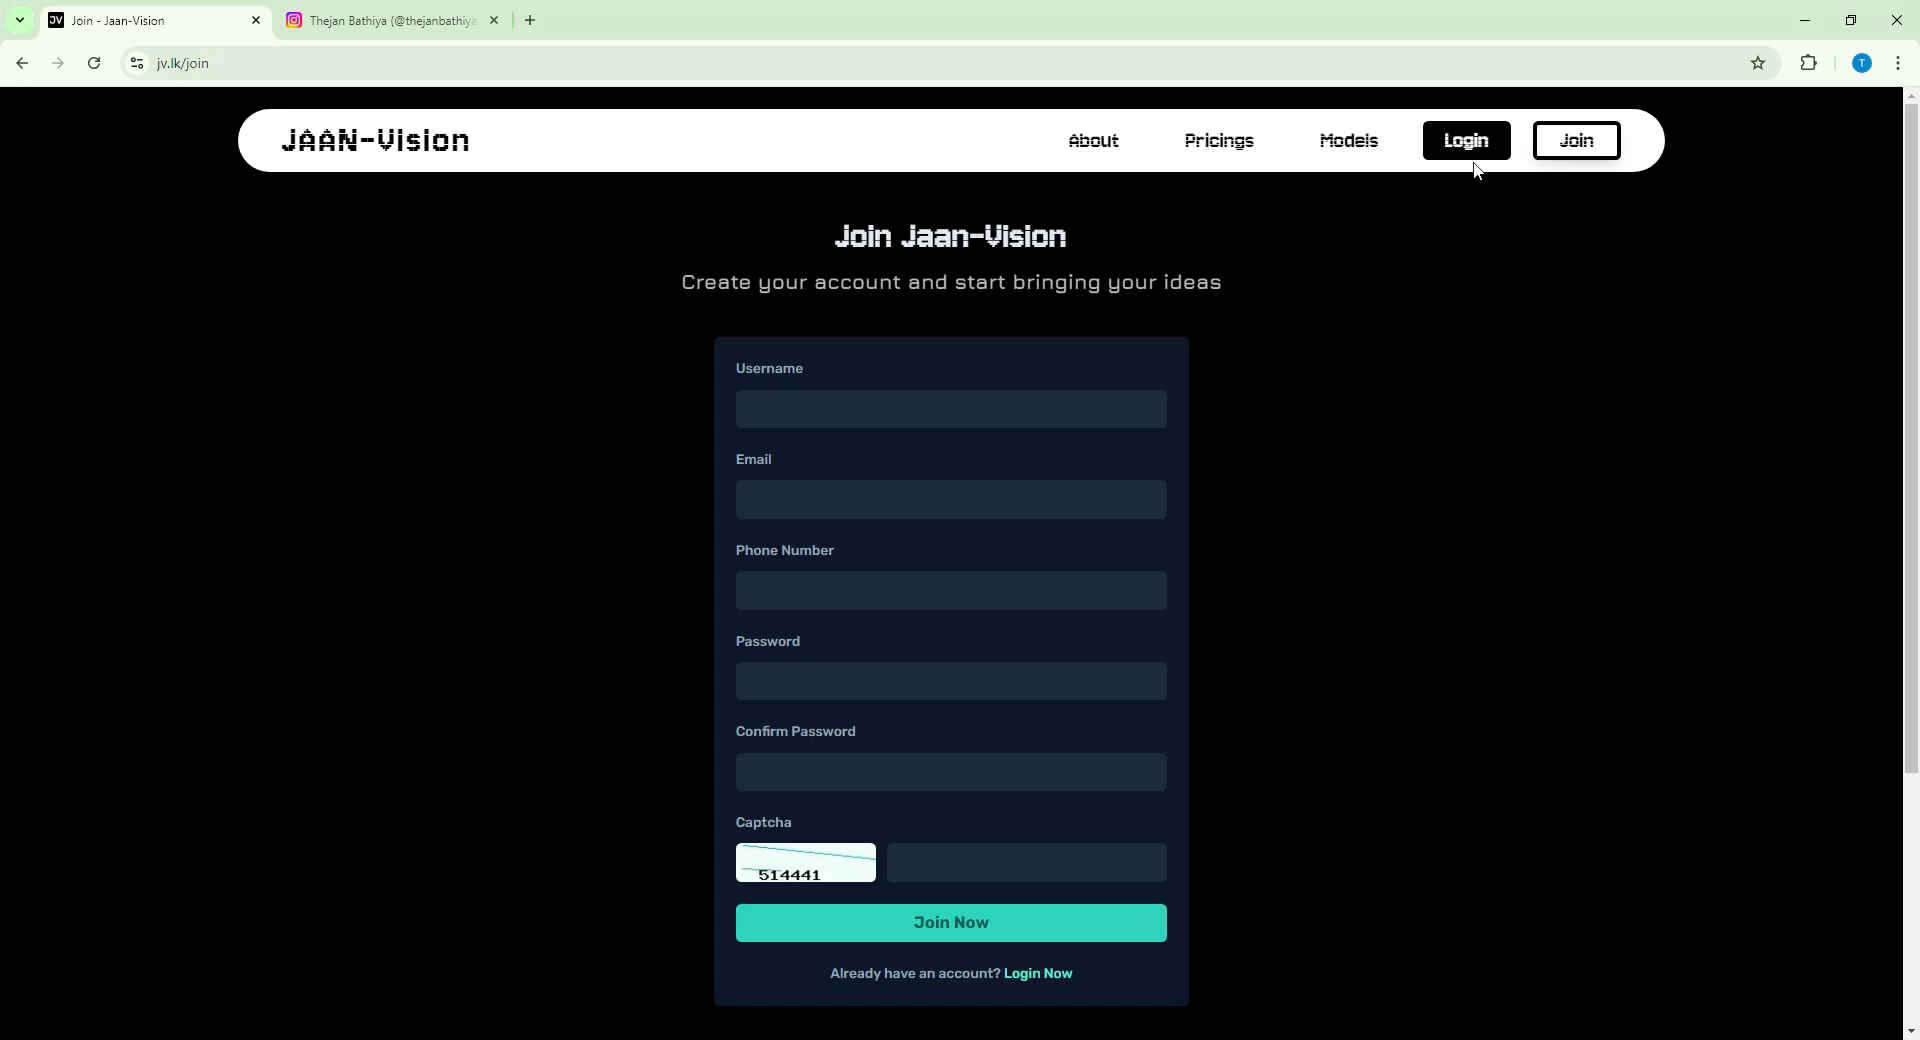 Join - Jaan-Vision
Thejan Bathiya (@thejanbathiya
jv.lk/join
T
JAAN-Vision
About
Pricings
Models
Login
Join
Join Jaan-Vision
Create your account and start bringing your ideas
Username
Email
Phone Number
Password
Confirm Password
Captcha
514441
Join Now
Already have an account? Login Now